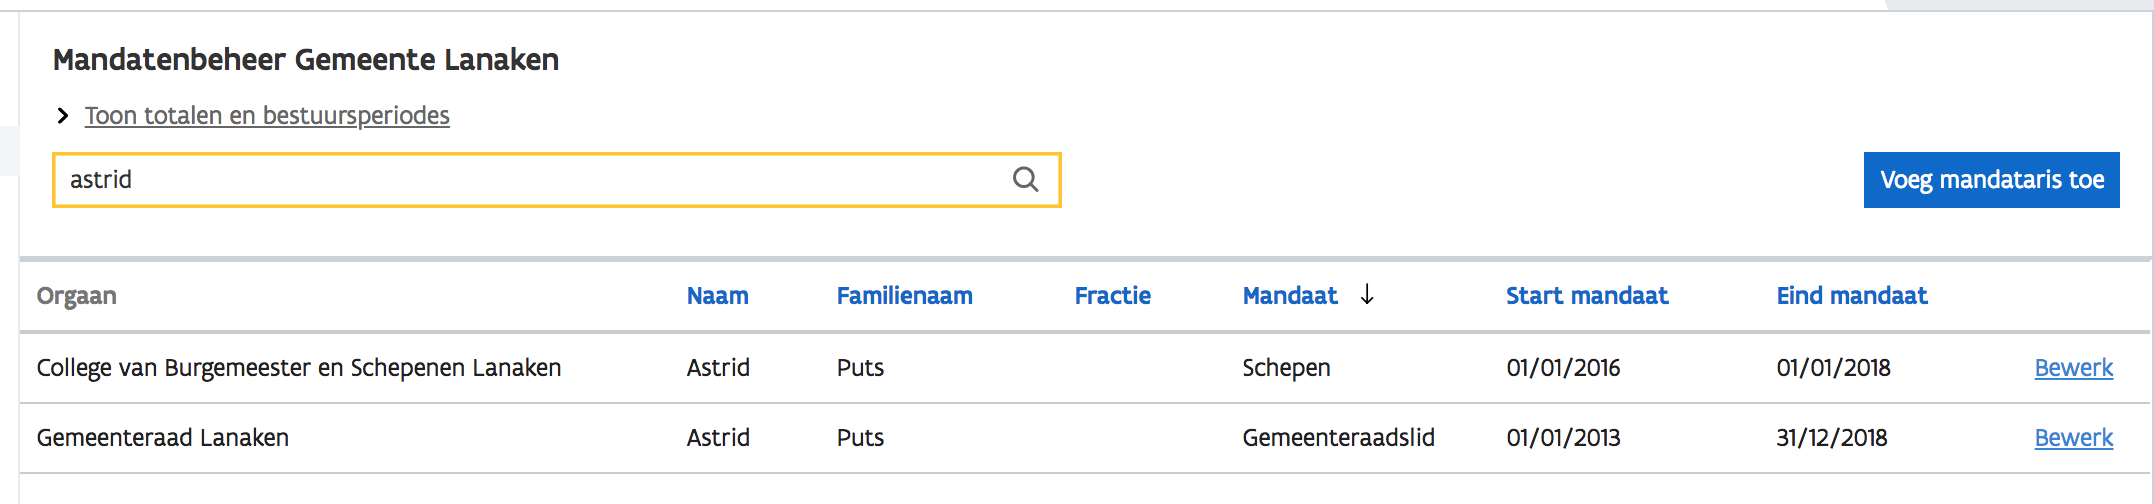 Mandatenbeheer Gemeente Lanaken
Toon totalen en bestuursperiodes
astrid
Voeg mandataris toe
Orgaan Naam Familienaam Fractie Mandaat Start mandaat Eind mandaat
College van Burgemeester en Schepenen Lanaken Astrid Puts Schepen 01/01/2016 01/01/2018 Bewerk
Gemeenteraad Lanaken Astrid Puts Gemeenteraadslid 01/01/2013 31/12/2018 Bewerk